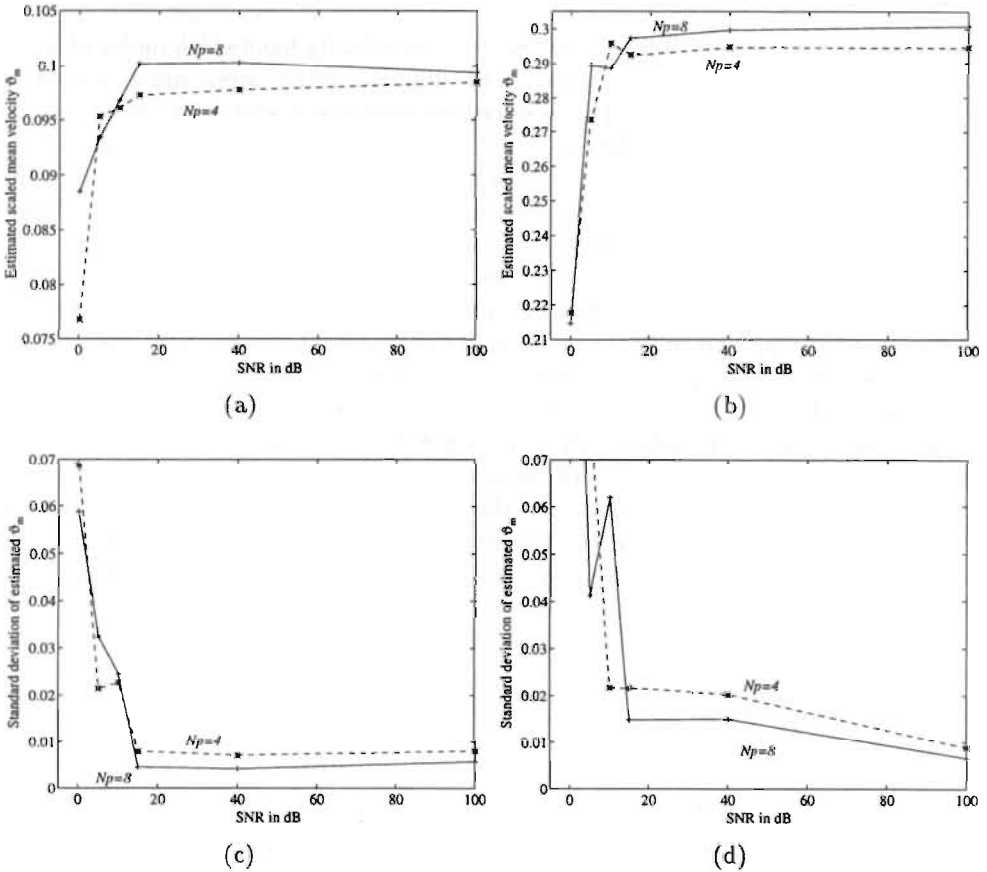 0.105
0.1
0.095
0.09
0.085
0.08
0.075
Estimated scaled mean velocity v̂m
Np=8
Np=4
0 20 40 60 80 100
SNR in dB
(a)
0.3
0.29
0.28
0.27
0.26
0.25
0.24
0.23
0.22
0.21
Estimated scaled mean velocity v̂m
Np=8
Np=4
0 20 40 60 80 100
SNR in dB
(b)
0.07
0.06
0.05
0.04
0.03
0.02
0.01
0
Standard deviation of estimated v̂m
Np=4
Np=8
0 20 40 60 80 100
SNR in dB
(c)
0.07
0.06
0.05
0.04
0.03
0.02
0.01
0
Standard deviation of estimated v̂m
Np=4
Np=8
0 20 40 60 80 100
SNR in dB
(d)